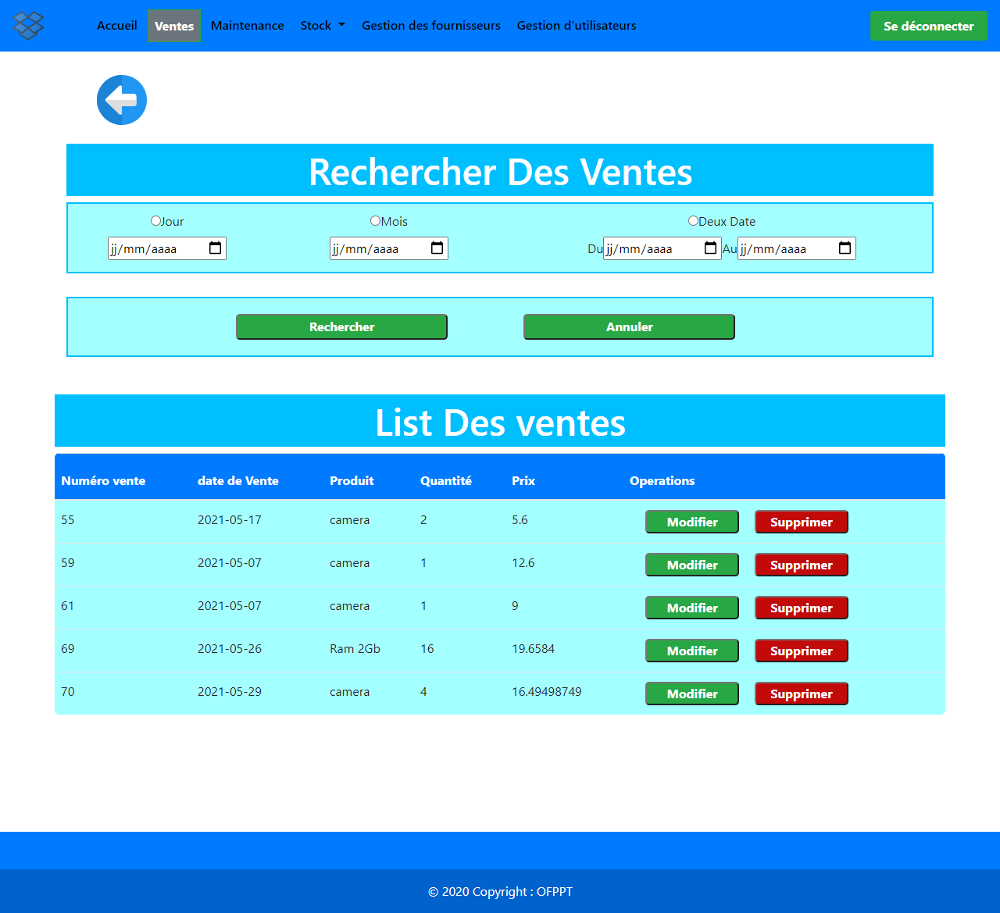 Accueil Ventes Maintenance Stock Gestion des fournisseurs Gestion d'utilisateurs Se déconnecter
Rechercher Des Ventes
Jour Mois Deux Date
jj/mm/aaaa jj/mm/aaaa Du jj/mm/aaaa Au jj/mm/aaaa
Rechercher Annuler
List Des ventes
Numéro vente date de Vente Produit Quantité Prix Operations
55 2021-05-17 camera 2 5.6 Modifier Supprimer
59 2021-05-07 camera 1 12.6 Modifier Supprimer
61 2021-05-07 camera 1 9 Modifier Supprimer
69 2021-05-26 Ram 2Gb 16 19.6584 Modifier Supprimer
70 2021-05-29 camera 4 16.49498749 Modifier Supprimer
© 2020 Copyright : OFPPT